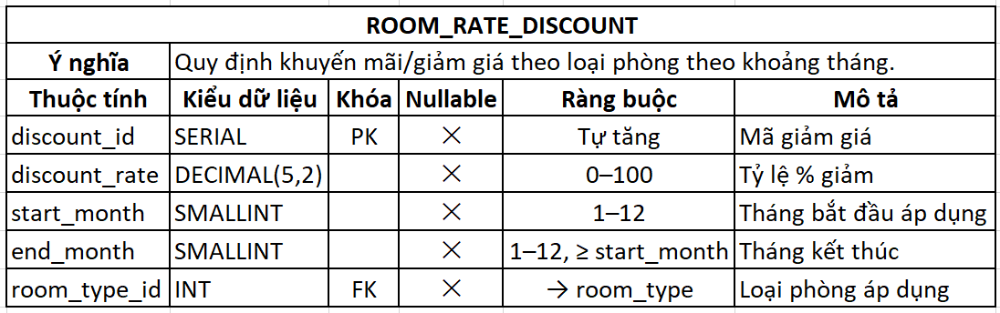 ROOM_RATE_DISCOUNT
Ý nghĩa Quy định khuyến mãi/giảm giá theo loại phòng theo khoảng tháng.
Thuộc tính Kiểu dữ liệu Khóa Nullable Ràng buộc Mô tả
discount_id SERIAL PK × Tự tăng Mã giảm giá
discount_rate DECIMAL(5,2) × 0–100 Tỷ lệ % giảm
start_month SMALLINT × 1–12 Tháng bắt đầu áp dụng
end_month SMALLINT × 1–12, ≥ start_month Tháng kết thúc
room_type_id INT FK × → room_type Loại phòng áp dụng